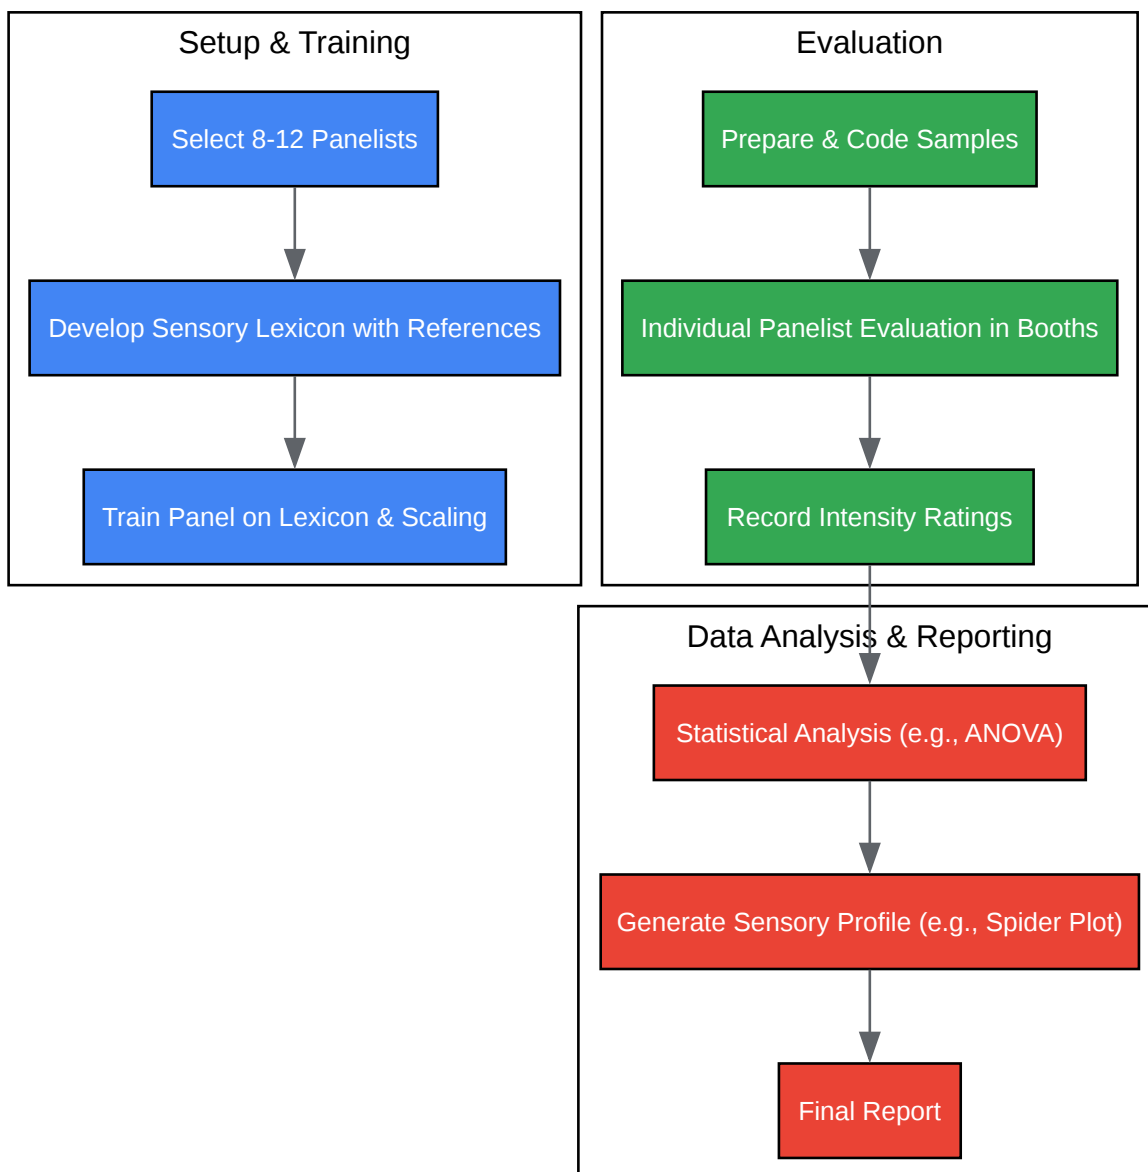 Setup & Training
Select 8-12 Panelists
Develop Sensory Lexicon with References
Train Panel on Lexicon & Scaling
Evaluation
Prepare & Code Samples
Individual Panelist Evaluation in Booths
Record Intensity Ratings
Data Analysis & Reporting
Statistical Analysis (e.g., ANOVA)
Generate Sensory Profile (e.g., Spider Plot)
Final Report